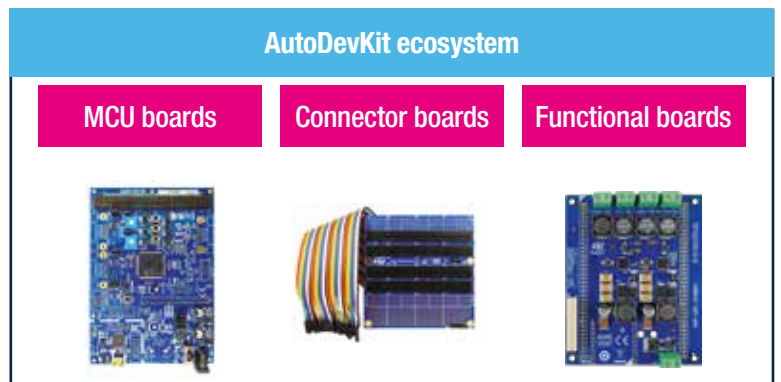 AutoDevKit ecosystem
MCU boards
Connector boards
Functional boards